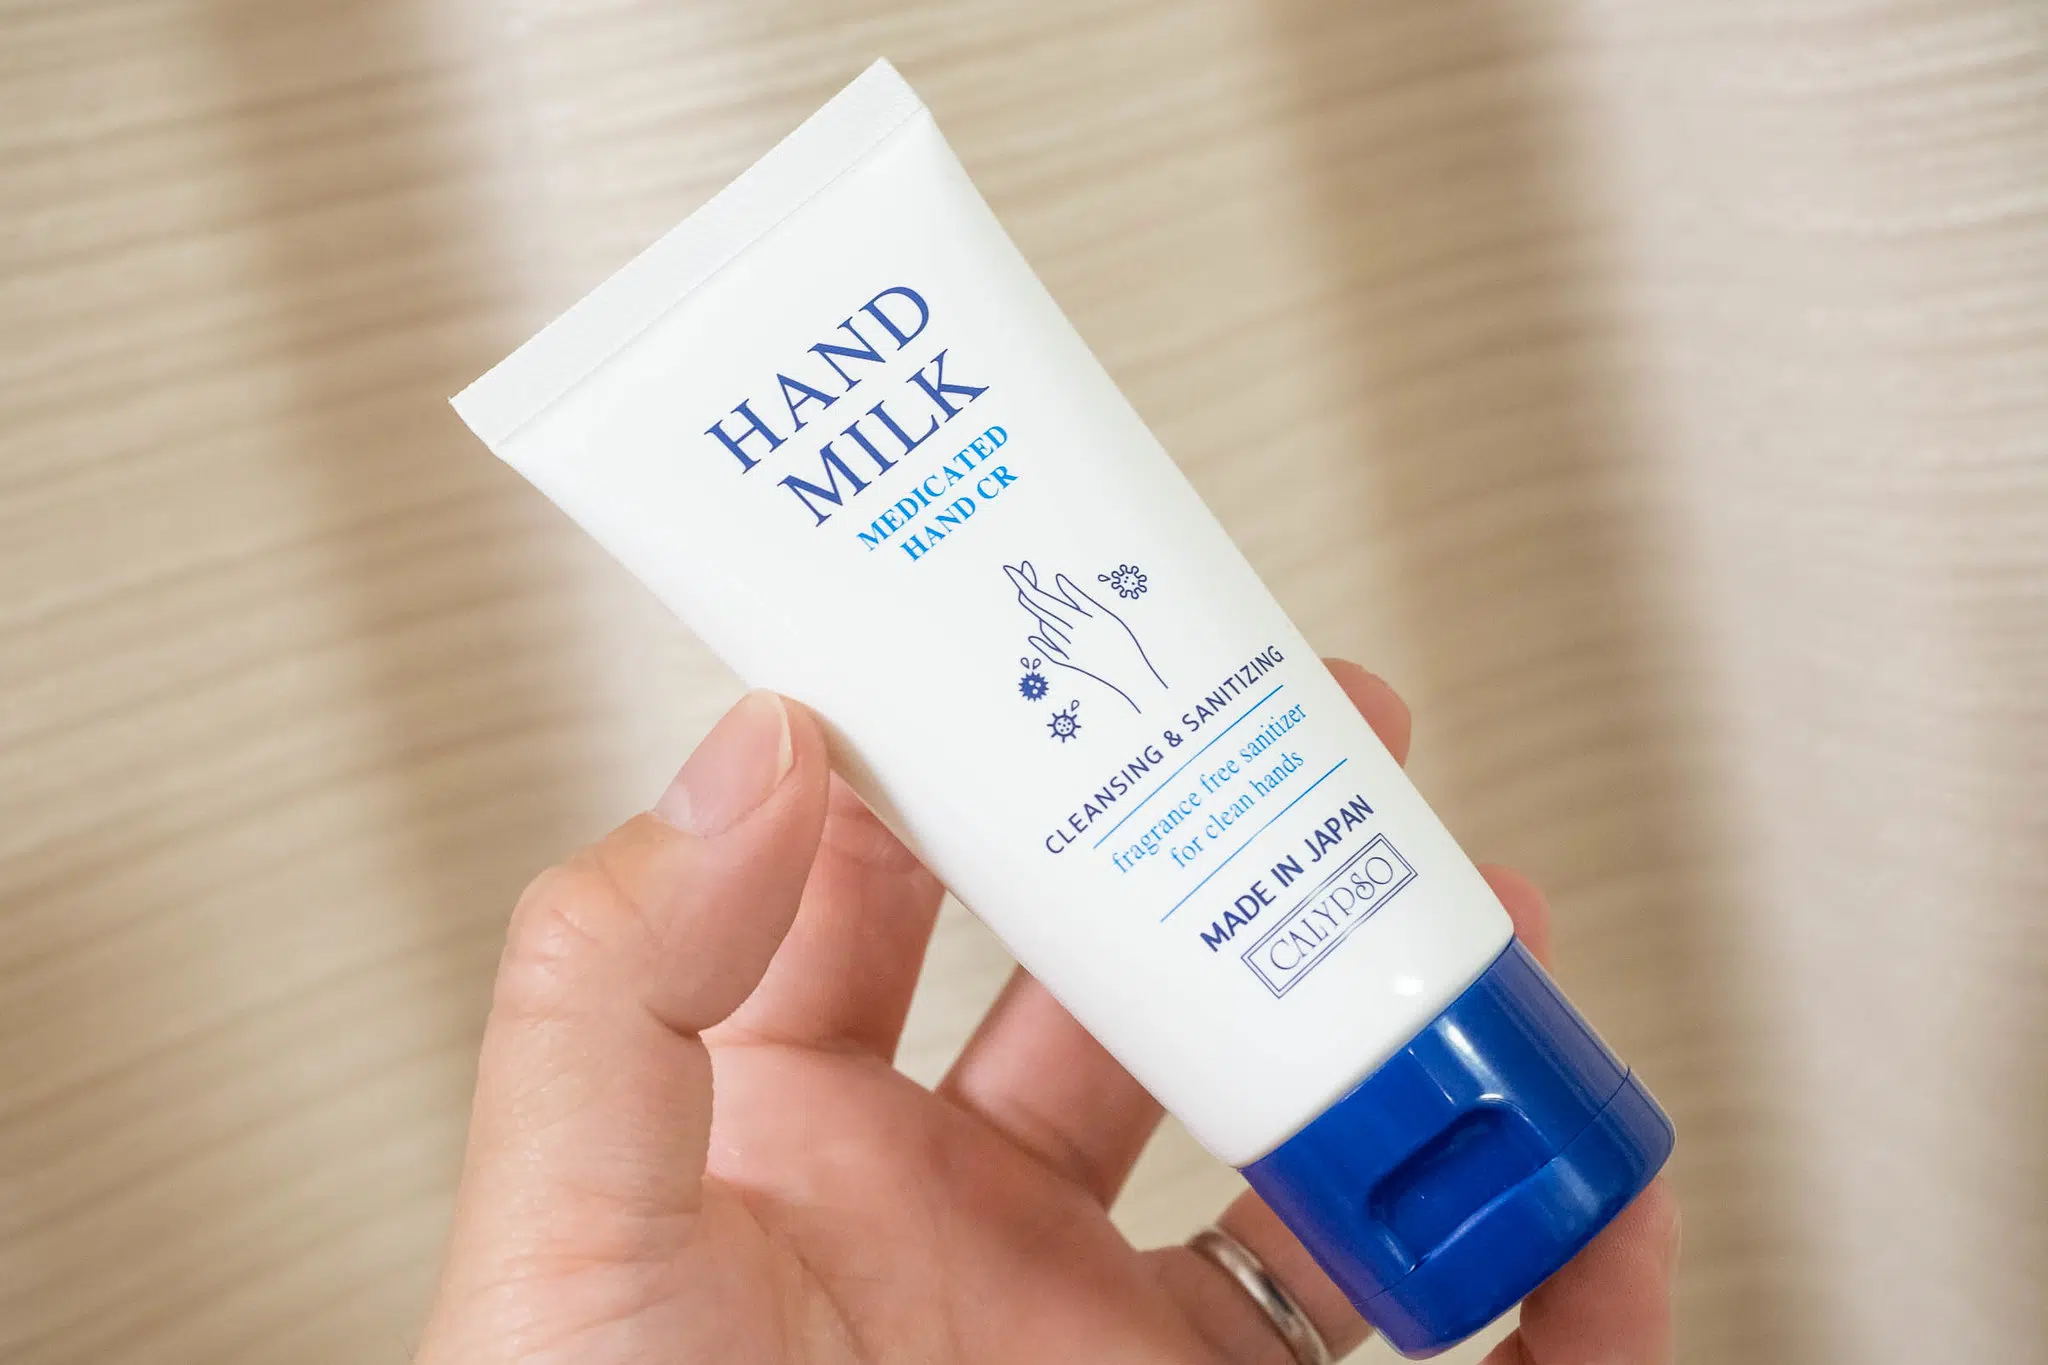 HAND
MILK
MEDICATED
HAND CR
CLEANSING & SANITIZING
fragrance free sanitizer
for clean hands
MADE IN JAPAN
CALYPSO